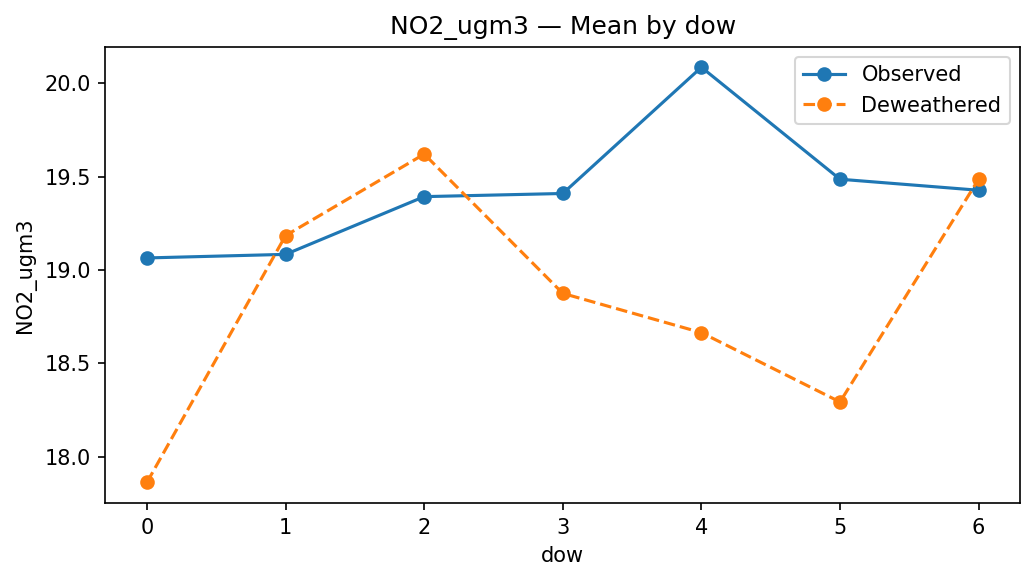 NO2_ugm3 — Mean by dow
Observed
Deweathered
NO2_ugm3
20.0
19.5
19.0
18.5
18.0
0 1 2 3 4 5 6
dow